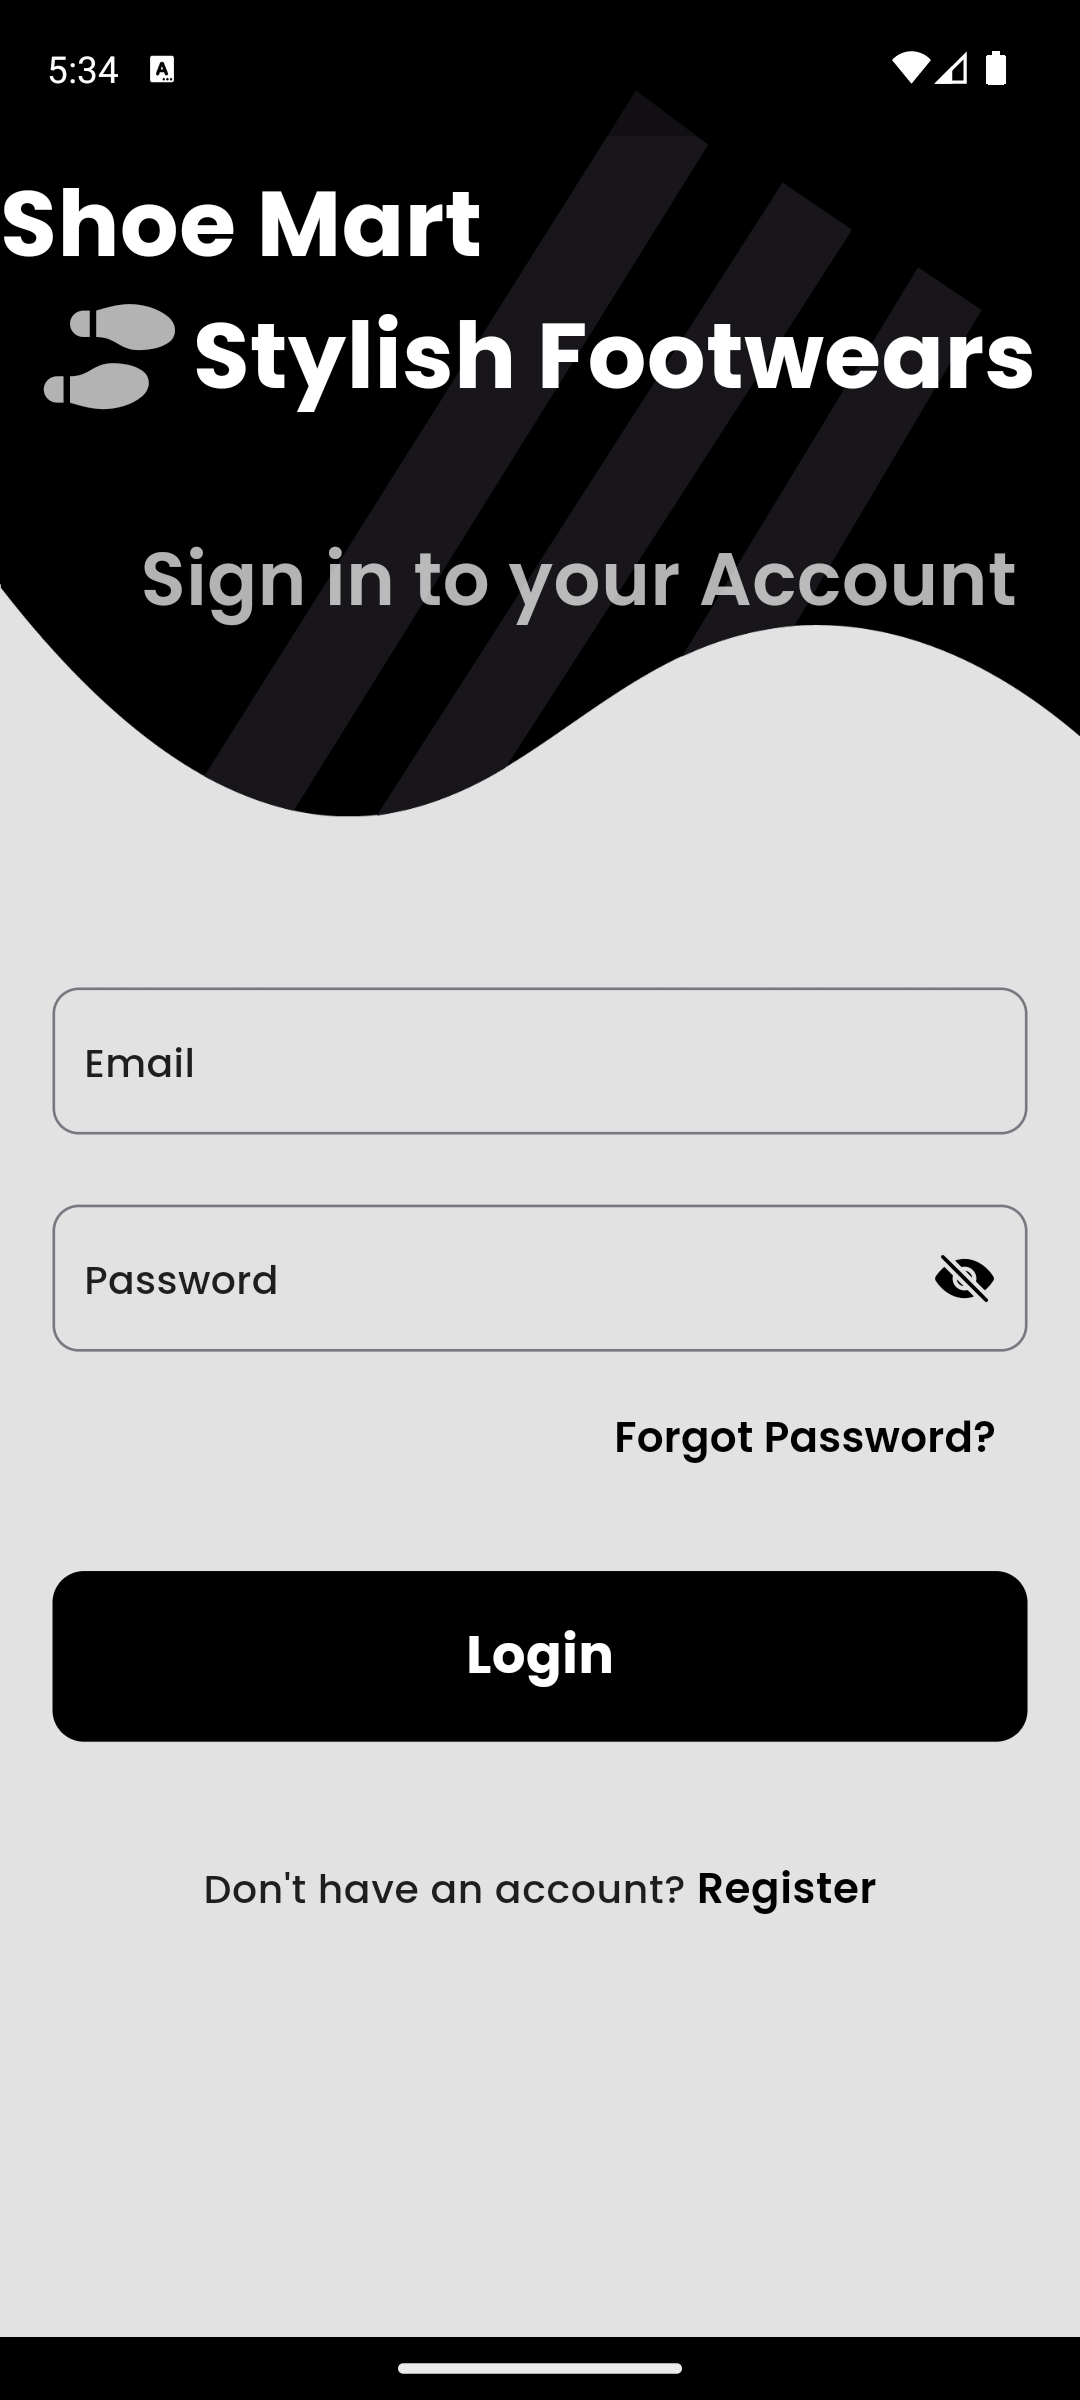 5:34
Shoe Mart
Stylish Footwears
Sign in to your Account
Email
Password
Forgot Password?
Login
Don't have an account? Register